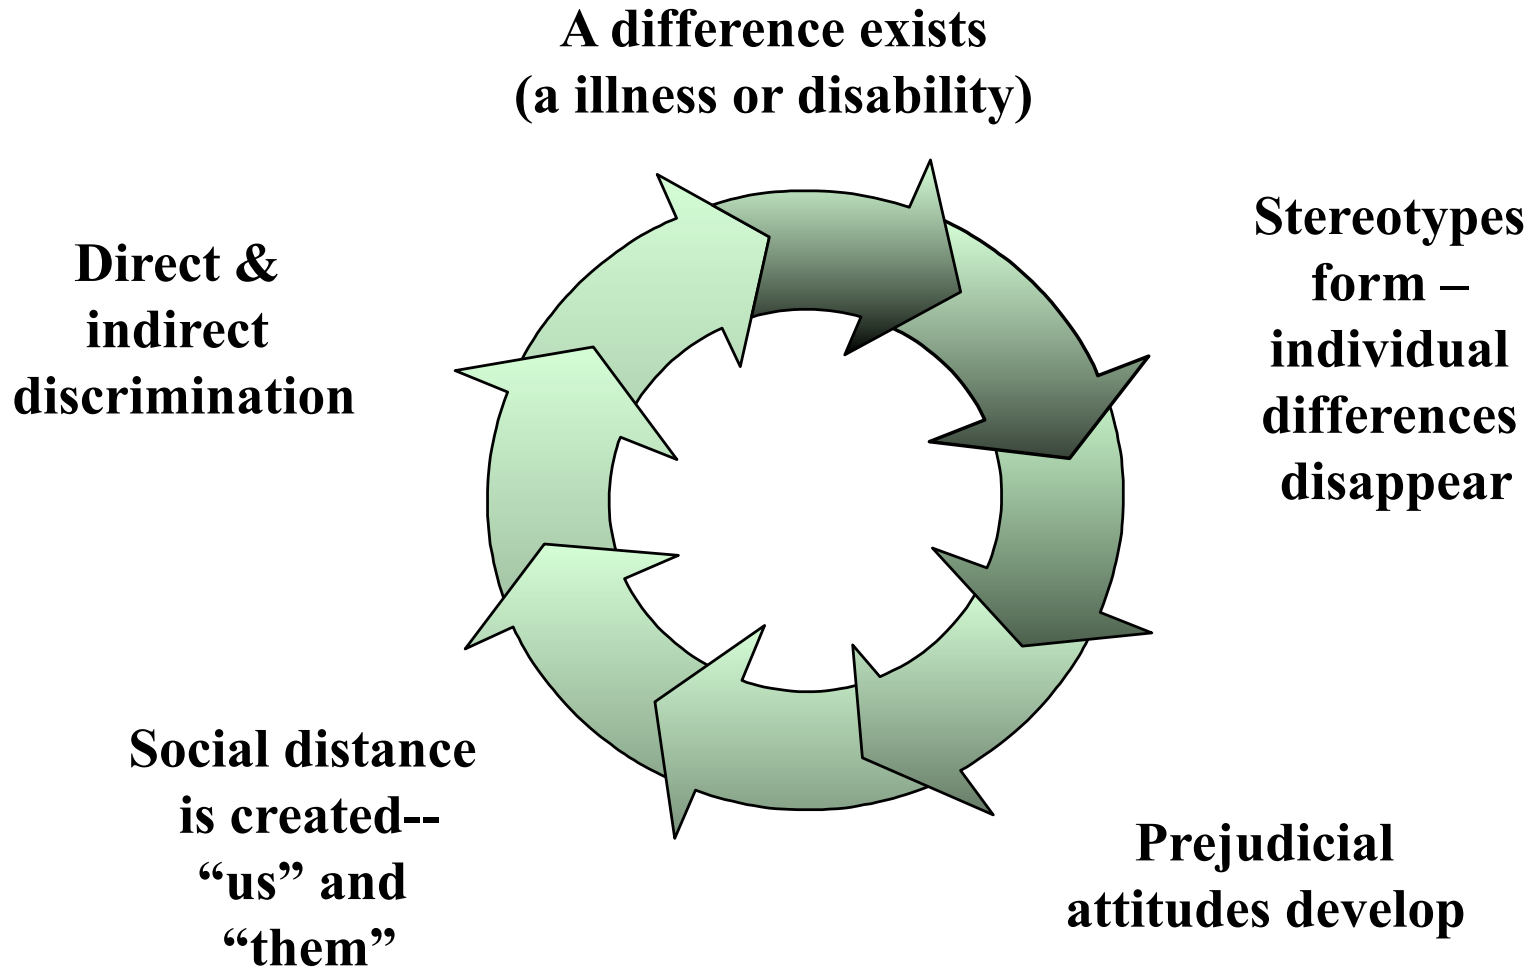 A difference exists
(a illness or disability)
Stereotypes
form –
individual
differences
disappear
Prejudicial
attitudes develop
Social distance
is created--
“us” and
“them”
Direct &
indirect
discrimination